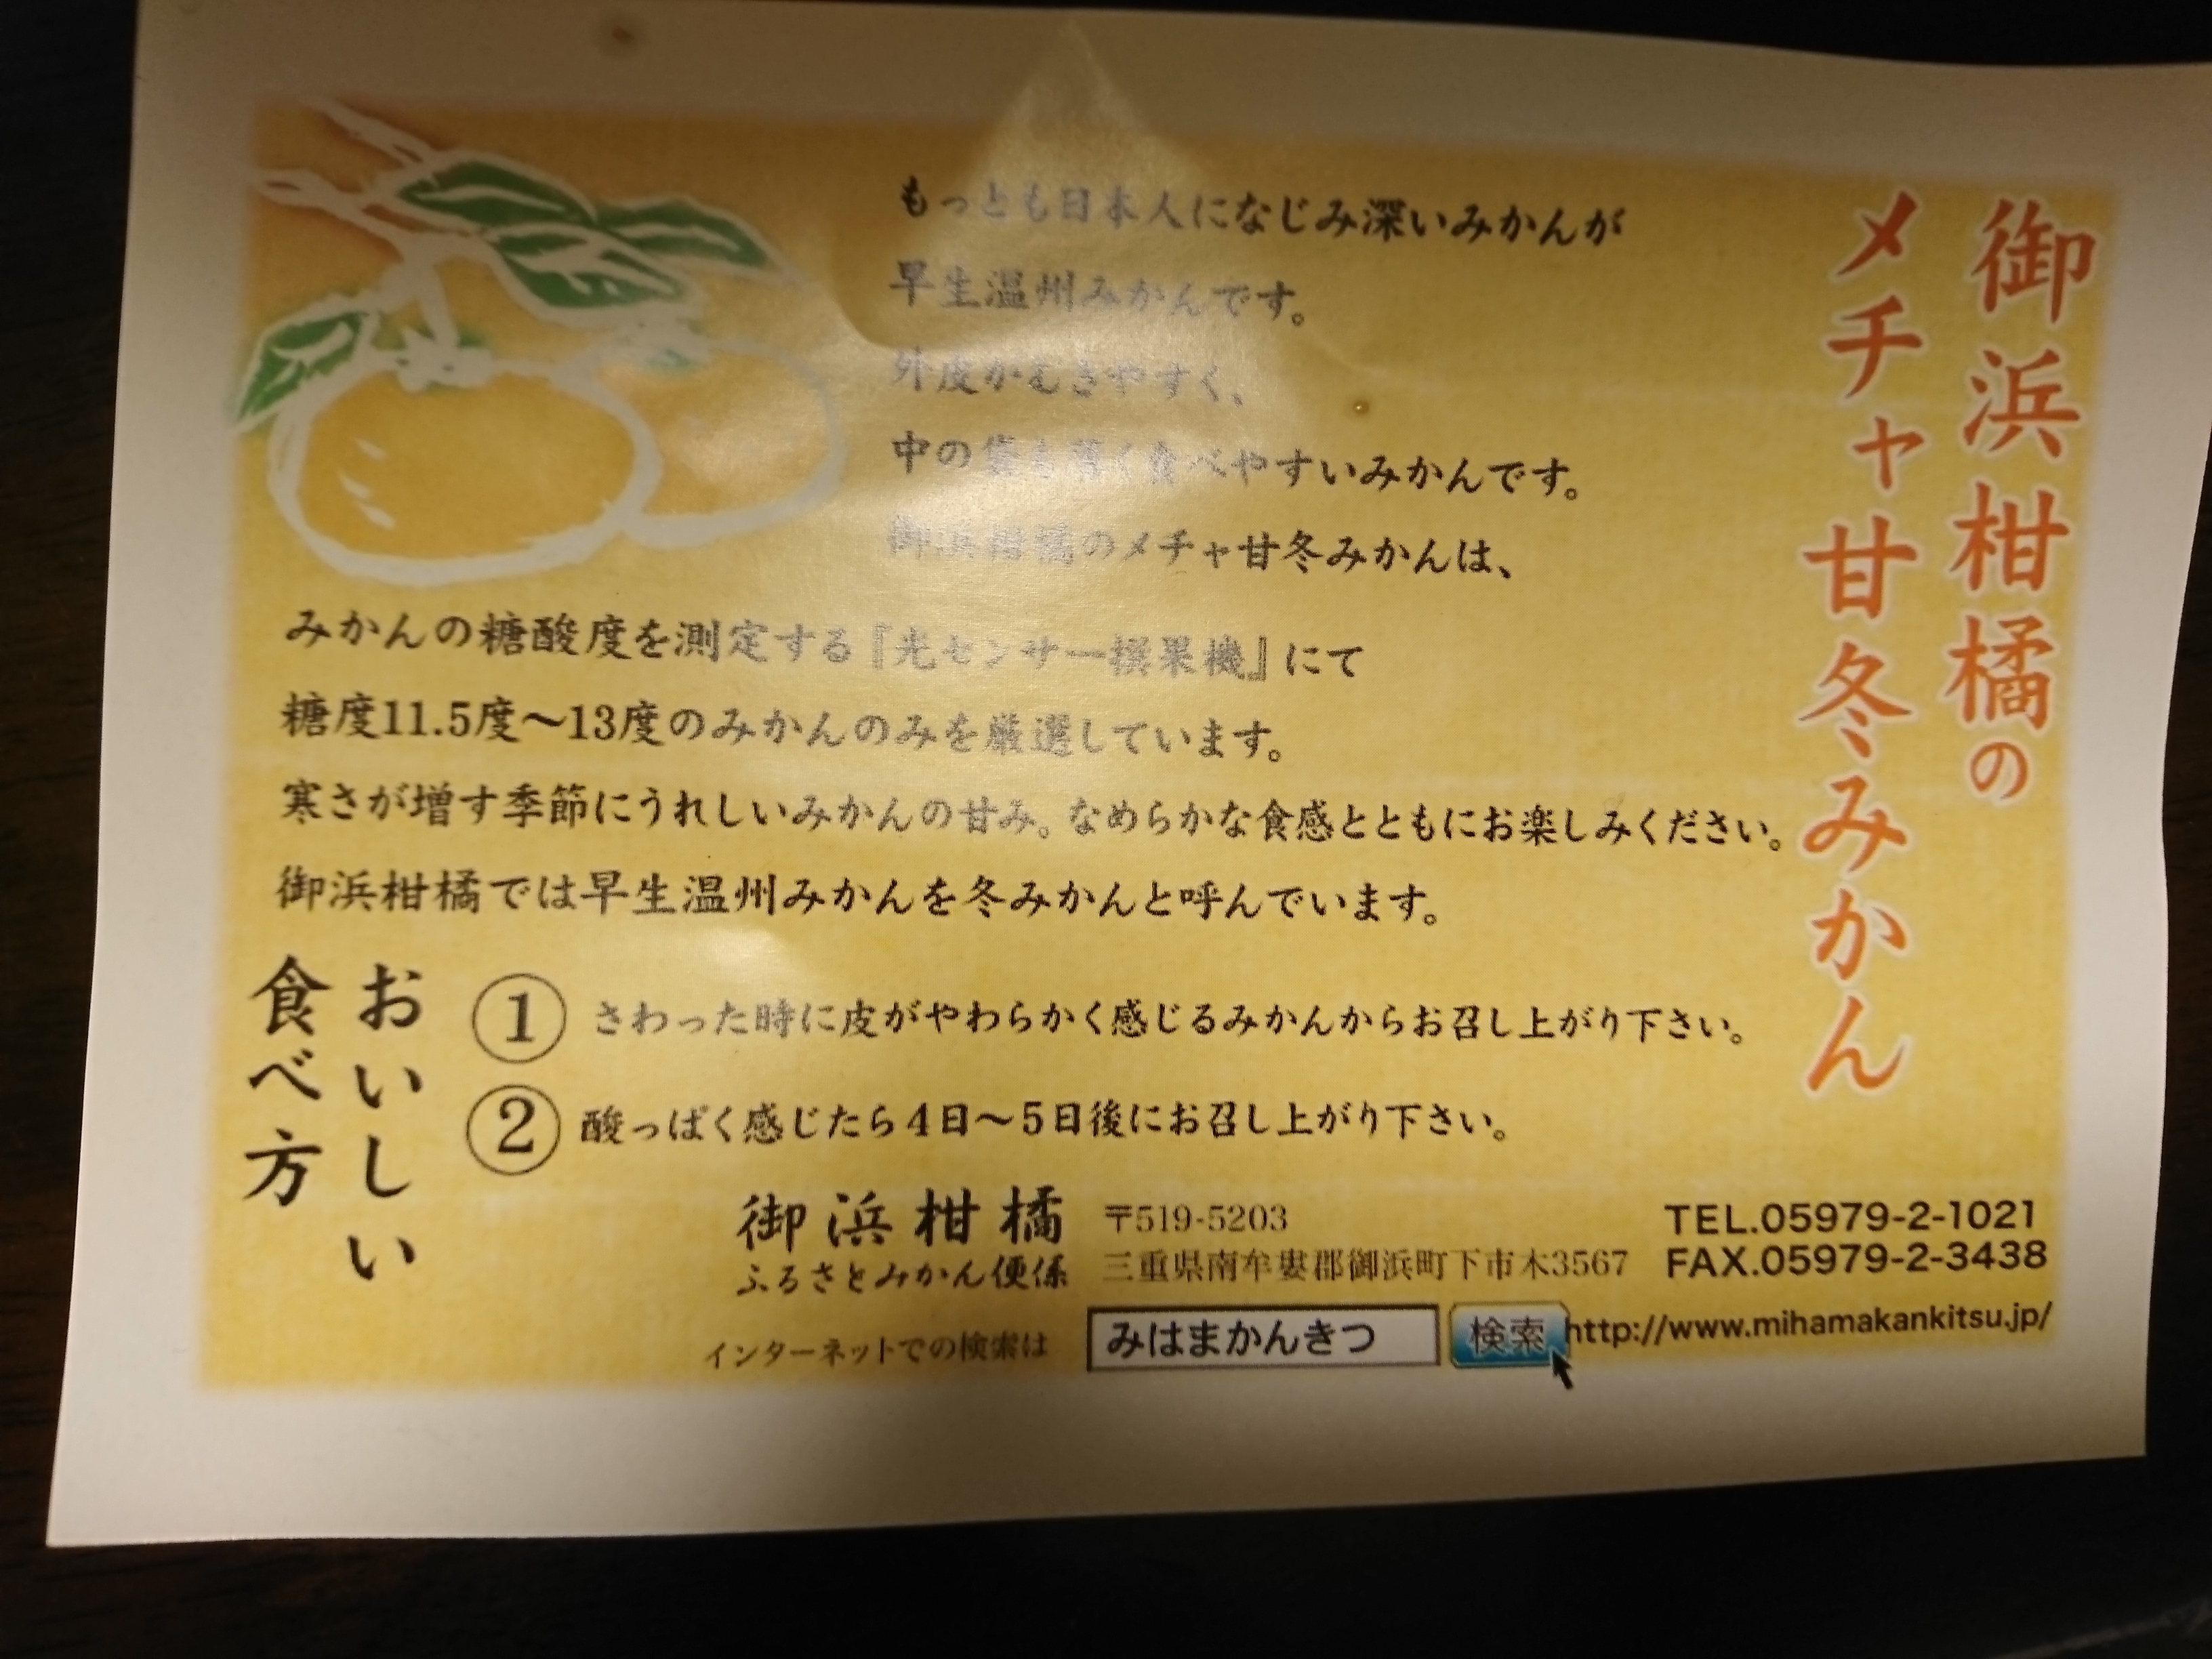 御浜柑橘の
メチャ甘冬みかん
もっとも日本人になじみ深いみかんが
早生温州みかんです。
外皮がむきやすく、
中の袋も薄く食べやすいみかんです。
御浜柑橘のメチャ甘冬みかんは、
みかんの糖酸度を測定する『光センサー撰果機』にて
糖度11.5度～13度のみかんのみを厳選しています。
寒さが増す季節にうれしいみかんの甘み。なめらかな食感とともにお楽しみください。
御浜柑橘では早生温州みかんを冬みかんと呼んでいます。
おいしい
食べ方
① さわった時に皮がやわらかく感じるみかんからお召し上がり下さい。
② 酸っぱく感じたら4日～5日後にお召し上がり下さい。
御浜柑橘
ふるさとみかん便係
〒519-5203
三重県南牟婁郡御浜町下市木3567
TEL.05979-2-1021
FAX.05979-2-3438
インターネットでの検索は みはまかんきつ 検索 http://www.mihamakankitsu.jp/